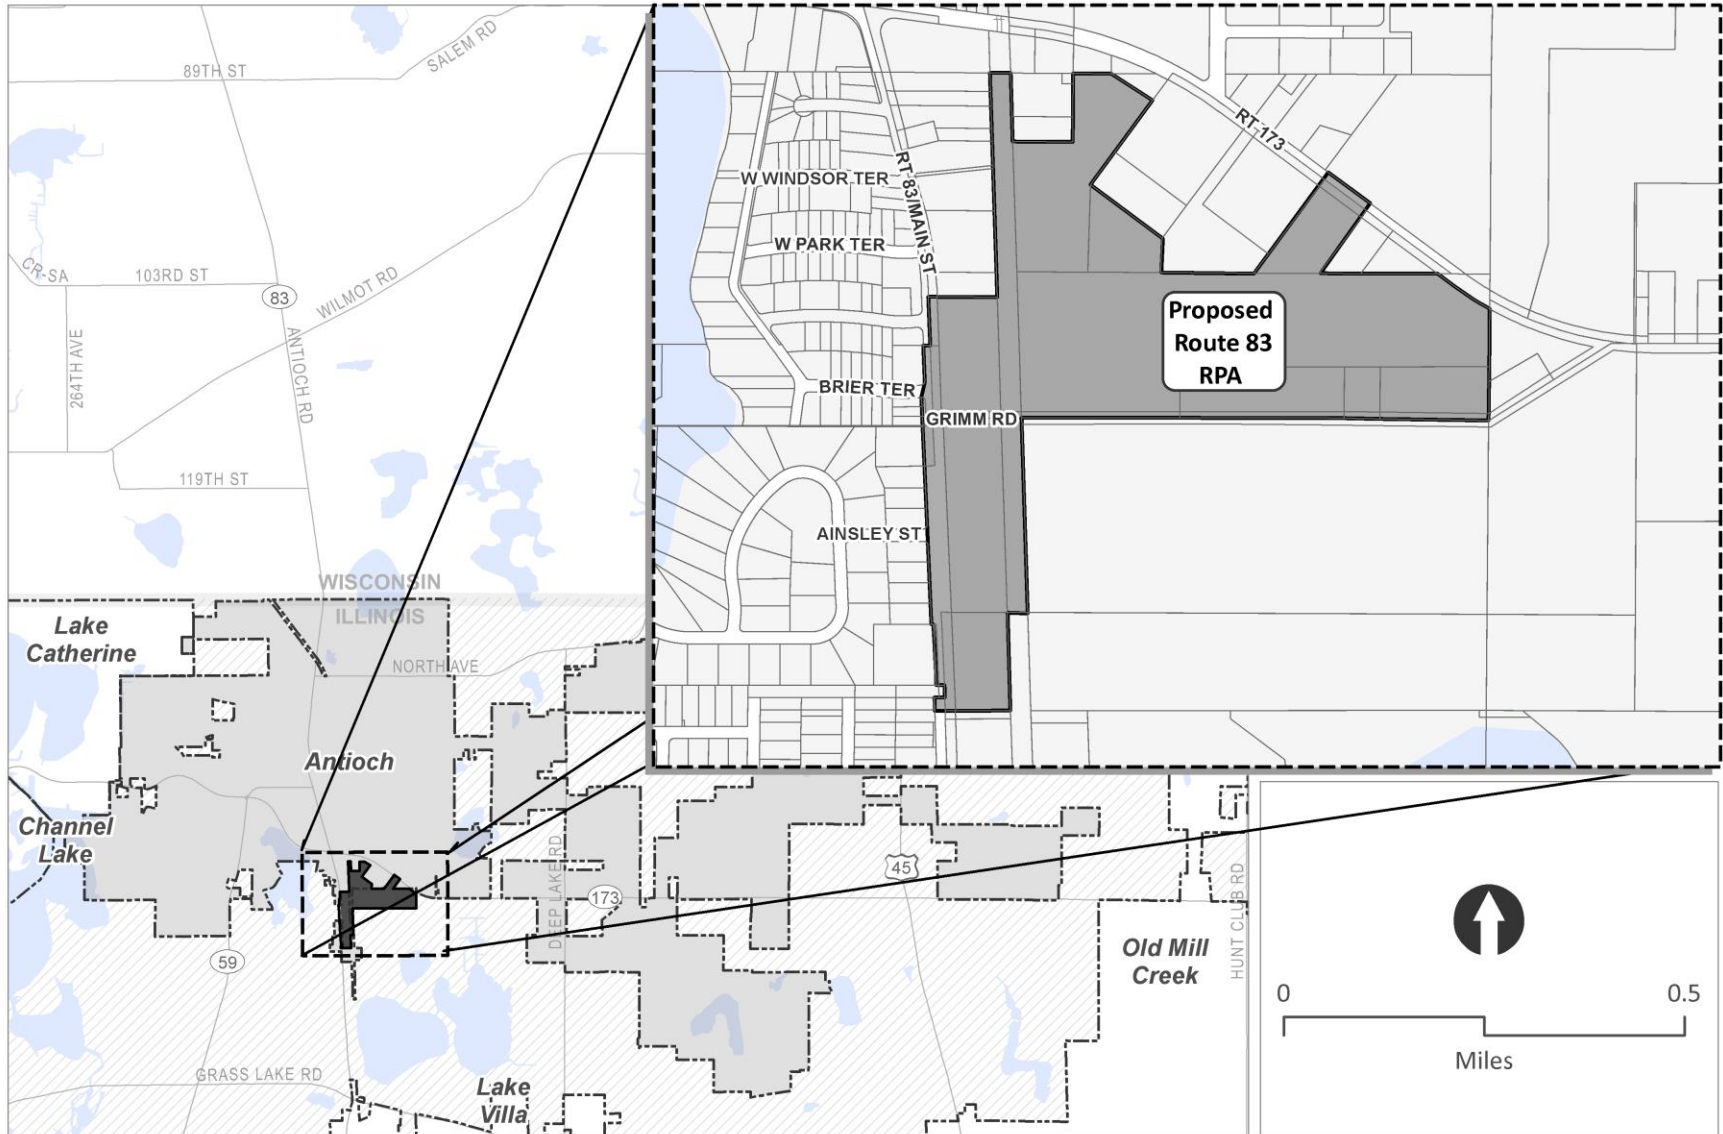 89TH ST
SALEM RD
CR-SA
103RD ST
83
WILMOT RD
264TH AVE
ANTIOCH RD
119TH ST
WISCONSIN
ILLINOIS
Lake
Catherine
NORTH AVE
Antioch
Channel
Lake
DEEP LAKE RD
173
45
59
HUNT CLUB RD
Old Mill
Creek
GRASS LAKE RD
Lake
Villa
RT 173
W WINDSOR TER
RT 83/MAIN ST
W PARK TER
Proposed
Route 83
RPA
BRIER TER
GRIMM RD
AINSLEY ST
0 0.5
Miles